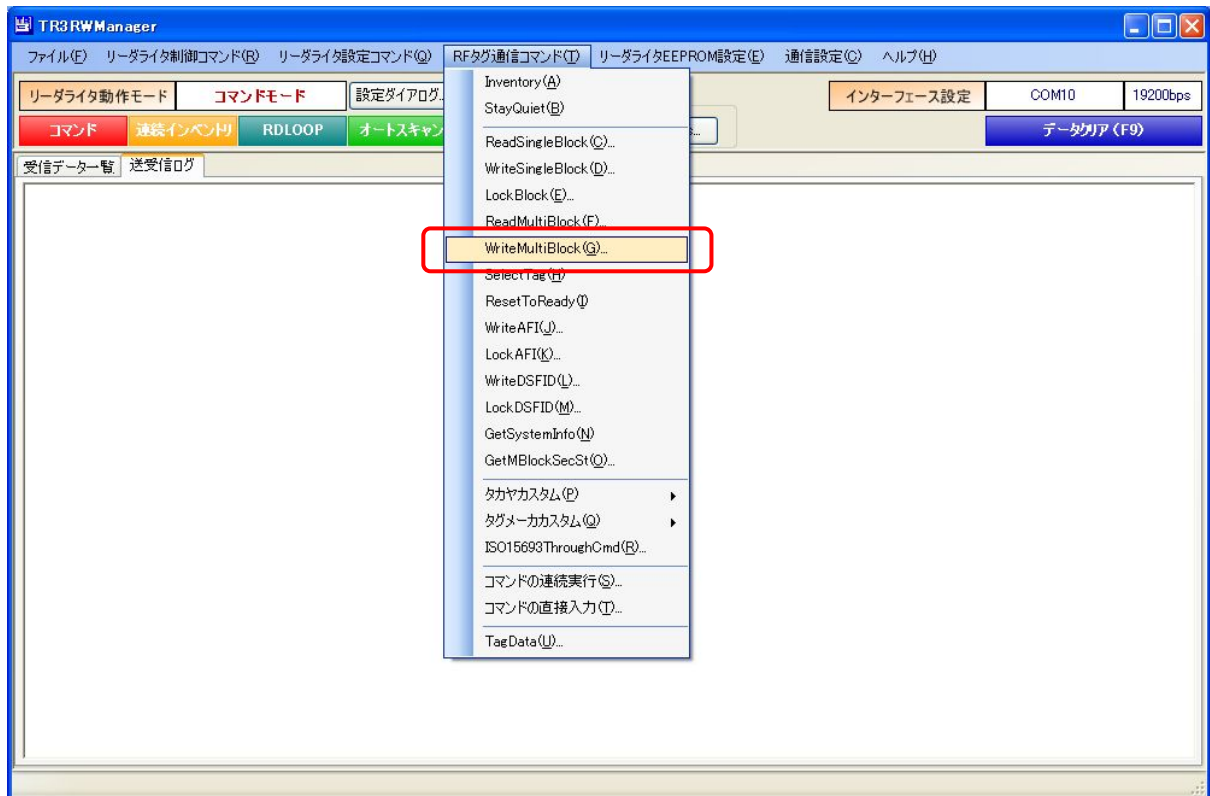 TR3RWManager
ファイル(F) リーダライタ制御コマンド(R) リーダライタ設定コマンド(Q) RFタグ通信コマンド(T) リーダライタEEPROM設定(E) 通信設定(C) ヘルプ(H)
リーダライタ動作モード コマンドモード 設定ダイアログ. インターフェース設定 COM10 19200bps
コマンド 連続インベントリ RDLOOP オートスキャン データクリア(F9)
受信データ一覧 送受信ログ
Inventory(A)
StayQuiet(B)
ReadSingleBlock(C)...
WriteSingleBlock(D)...
LockBlock(E)...
ReadMultiBlock(F)...
WriteMultiBlock(G)...
SelectTag(H)
ResetToReady(I)
WriteAFI(J)...
LockAFI(K)...
WriteDSFID(L)...
LockDSFID(M)...
GetSystemInfo(N)
GetMBlockSecSt(O)...
タカヤカスタム(P)
タグメーカカスタム(Q)
ISO15693ThroughCmd(R)...
コマンドの連続実行(S)...
コマンドの直接入力(T)...
TagData(U)...